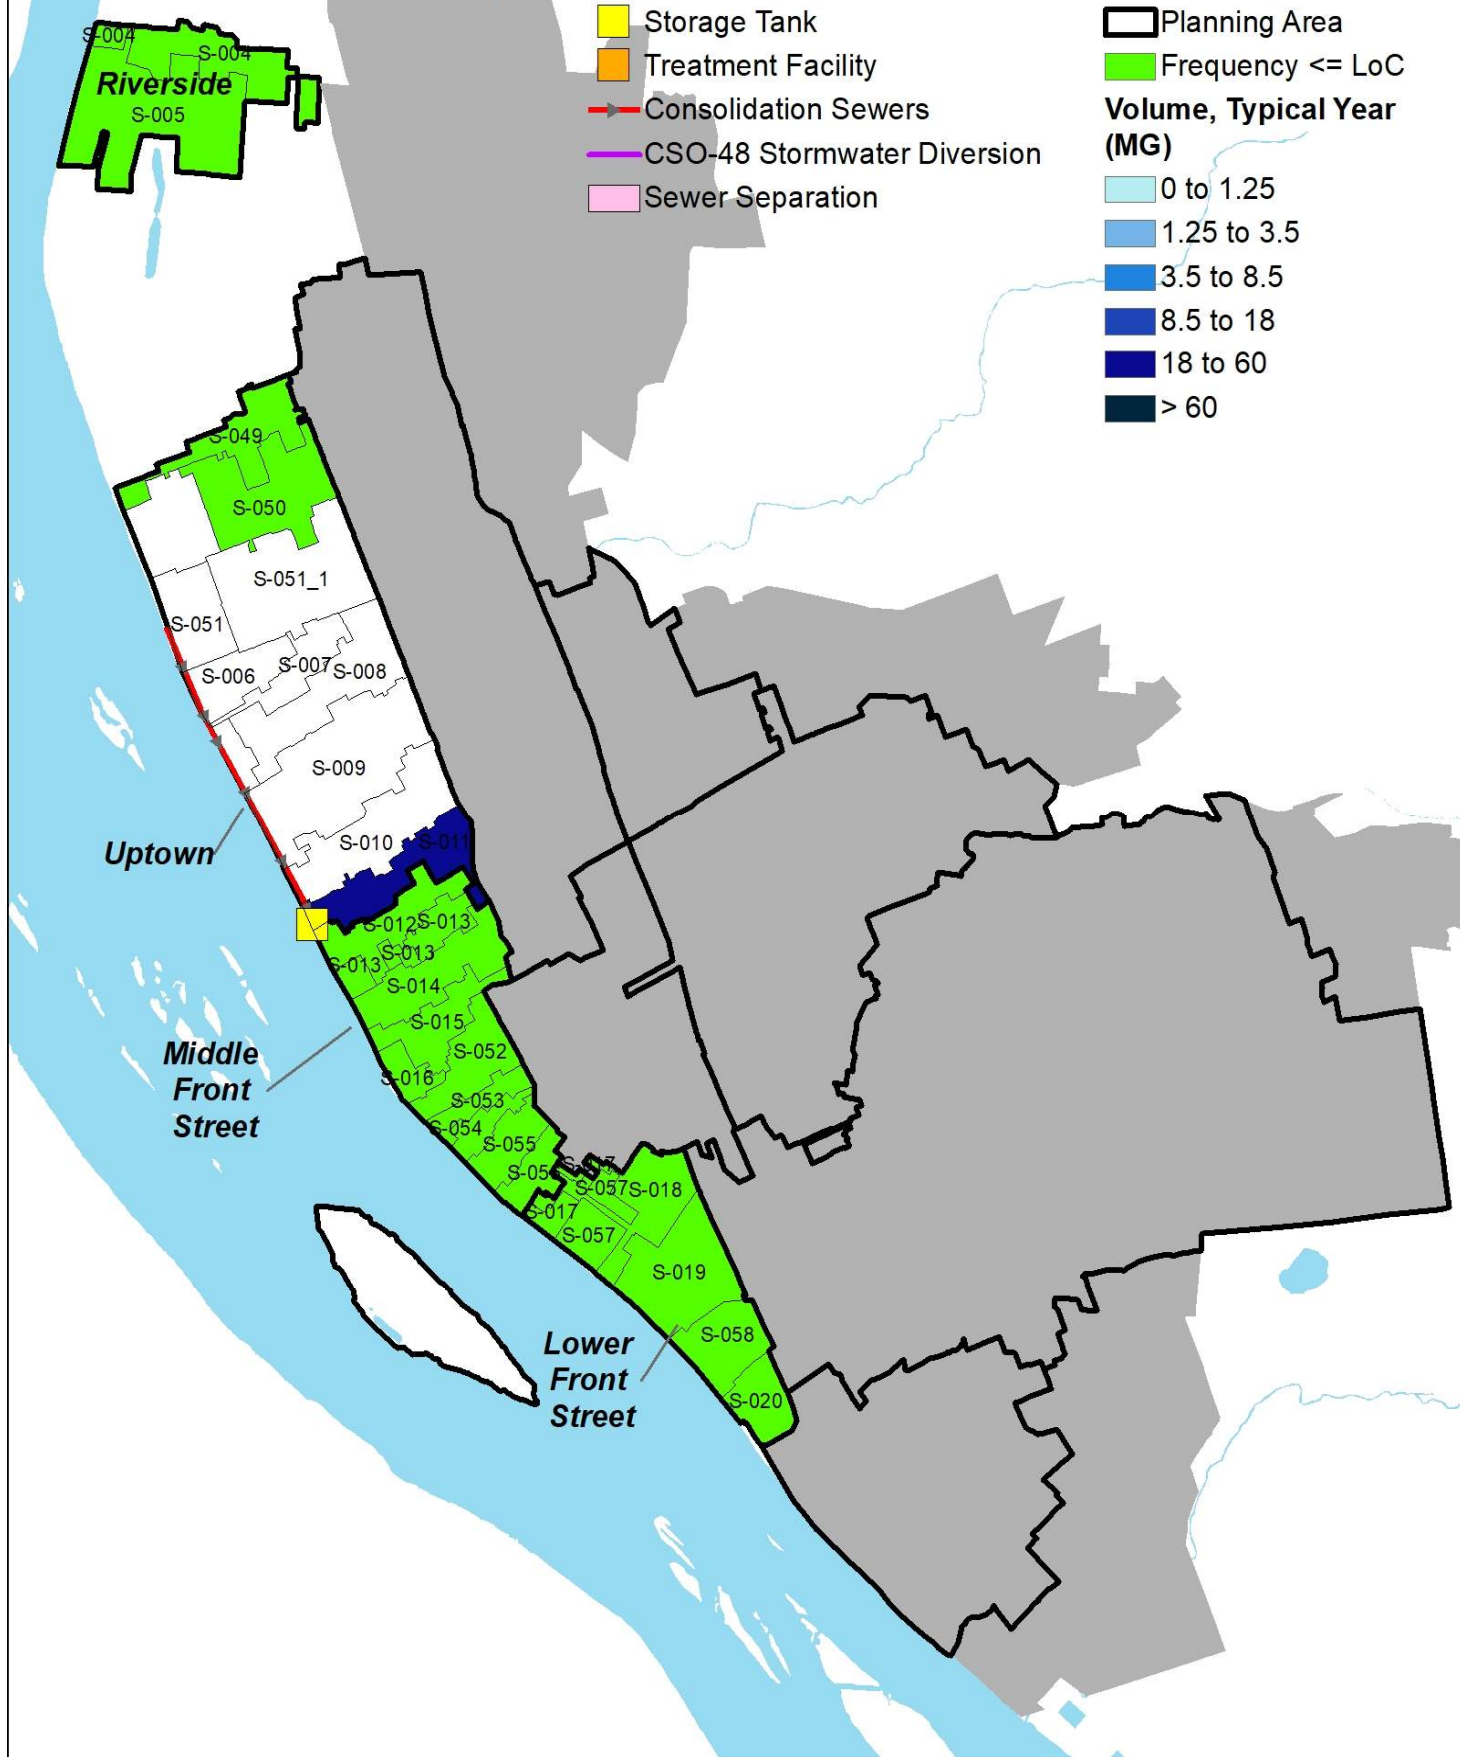 Storage Tank
Treatment Facility
Consolidation Sewers
CSO-48 Stormwater Diversion
Sewer Separation
Planning Area
Frequency <= LoC
Volume, Typical Year
(MG)
0 to 1.25
1.25 to 3.5
3.5 to 8.5
8.5 to 18
18 to 60
> 60
S-004
S-004
Riverside
S-005
S-049
S-050
S-051_1
S-051
S-006
S-007
S-008
S-009
S-010
S-011
Uptown
S-012
S-013
S-013
S-013
S-014
S-015
S-052
S-016
S-053
S-054
S-055
Middle
Front
Street
S-017
S-057
S-018
S-017
S-057
S-019
S-058
S-020
Lower
Front
Street